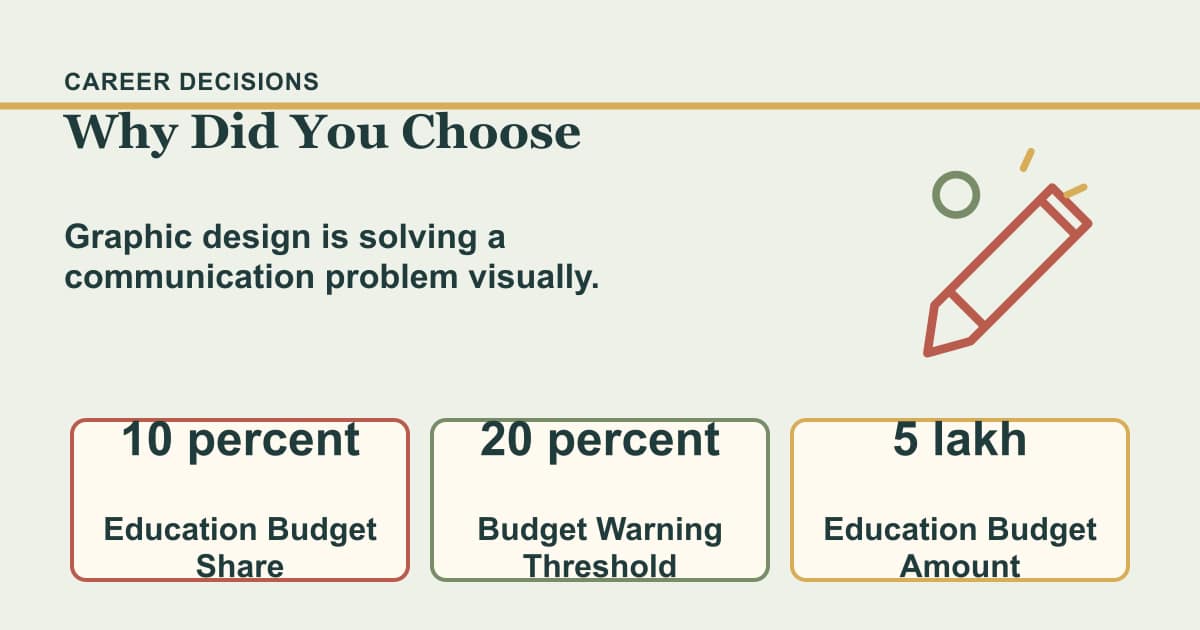 CAREER DECISIONS
Why Did You Choose
Graphic design is solving a
communication problem visually.
10 percent
Education Budget
Share
20 percent
Budget Warning
Threshold
5 lakh
Education Budget
Amount